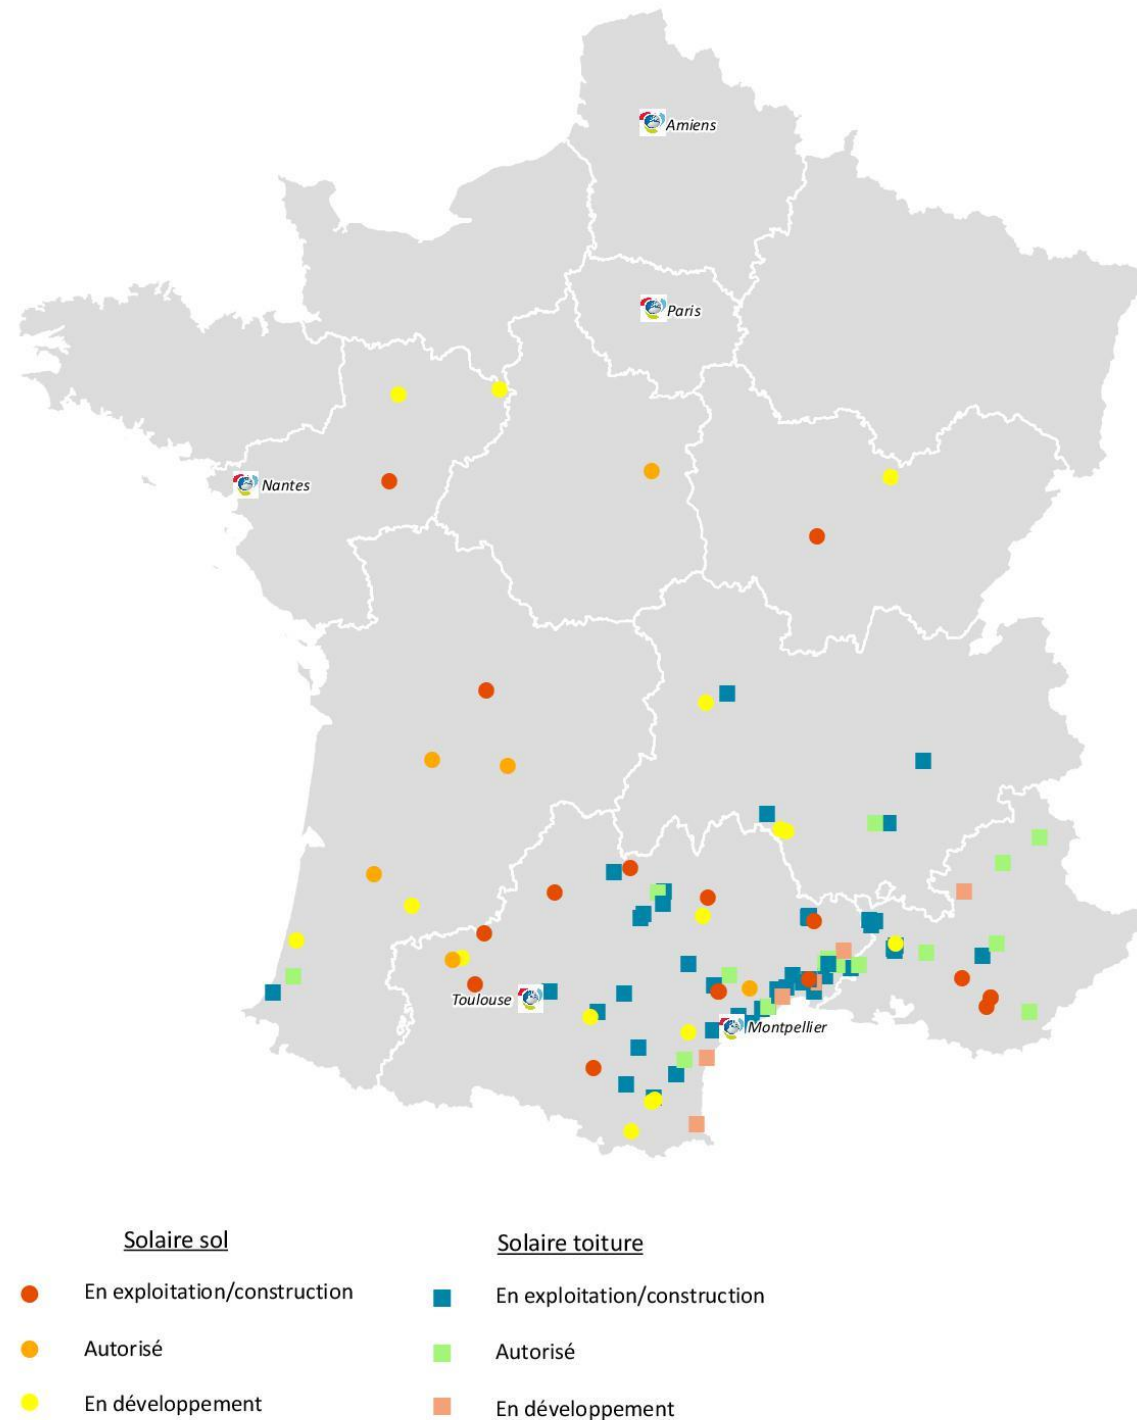 Amiens
Paris
Nantes
Toulouse
Montpellier
Solaire sol
En exploitation/construction
Autorisé
En développement
Solaire toiture
En exploitation/construction
Autorisé
En développement